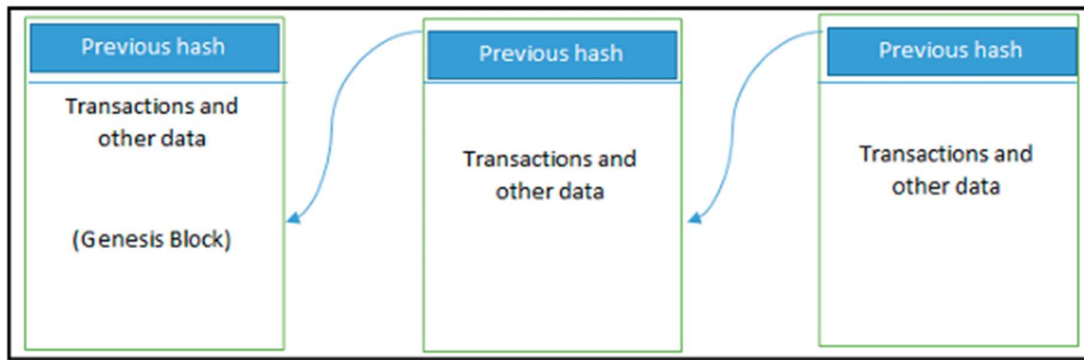 Previous hash
Transactions and
other data
(Genesis Block)
Previous hash
Transactions and
other data
Previous hash
Transactions and
other data